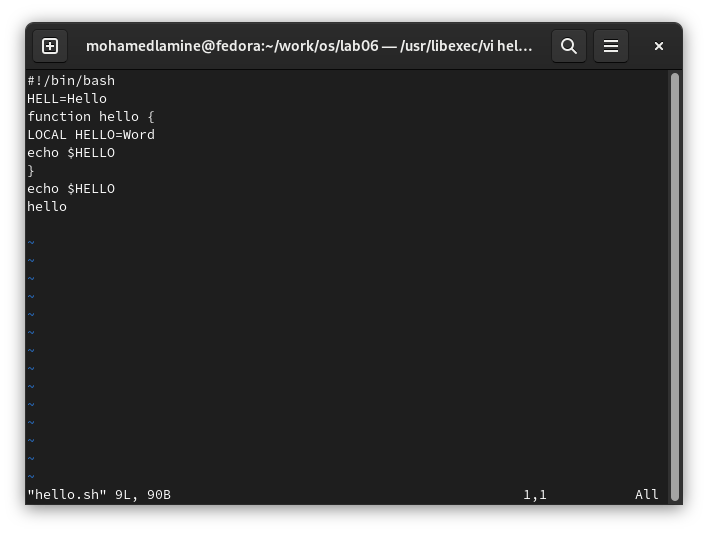 mohamedlamine@fedora:~/work/os/lab06 — /usr/libexec/vi hel...
#!/bin/bash
HELL=Hello
function hello {
LOCAL HELLO=Word
echo $HELLO
}
echo $HELLO
hello
~
~
~
~
~
~
~
~
~
~
~
~
~
~
"hello.sh" 9L, 90B 1,1 All